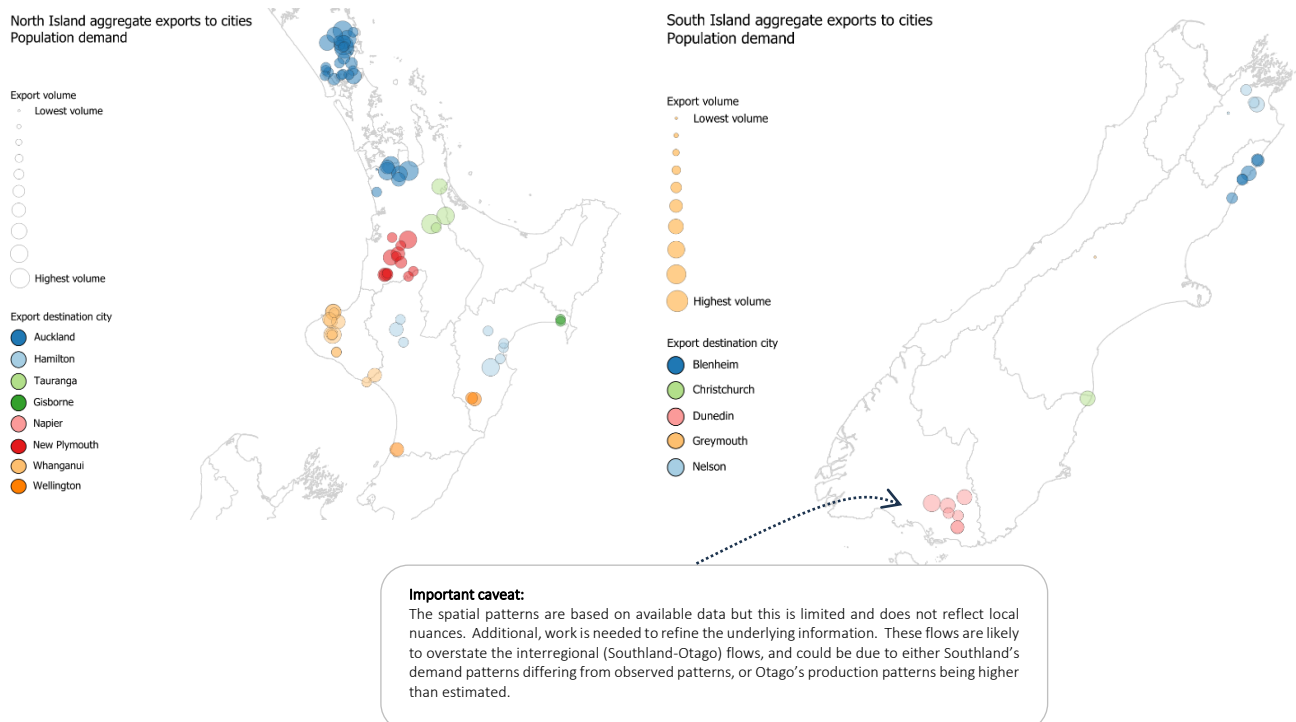 North Island aggregate exports to cities
Population demand
Export volume
Lowest volume
Highest volume
Export destination city
Auckland
Hamilton
Tauranga
Gisborne
Napier
New Plymouth
Whanganui
Wellington
South Island aggregate exports to cities
Population demand
Export volume
Lowest volume
Highest volume
Export destination city
Blenheim
Christchurch
Dunedin
Greymouth
Nelson
Important caveat:
The spatial patterns are based on available data but this is limited and does not reflect local
nuances. Additional, work is needed to refine the underlying information. These flows are likely
to overstate the interregional (Southland-Otago) flows, and could be due to either Southland's
demand patterns differing from observed patterns, or Otago's production patterns being higher
than estimated.